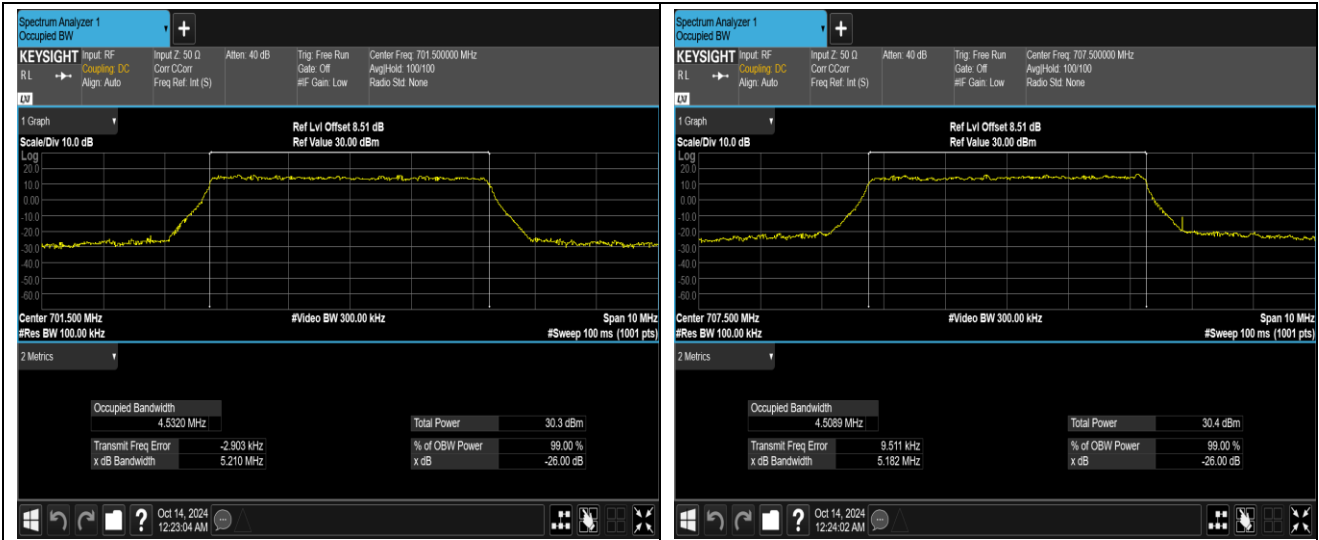 Spectrum Analyzer 1
Occupied BW
+
KEYSIGHT Input: RF Input Z: 50 Ω Atten: 40 dB Trig: Free Run Center Freq: 701.500000 MHz
RL Coupling: DC Corr CCorr Gate: Off Avg|Hold: 100/100
Align: Auto Freq Ref: Int (S) #IF Gain: Low Radio Std: None
LXI
1 Graph
Ref Lvl Offset 8.51 dB
Scale/Div 10.0 dB Ref Value 30.00 dBm
Log
20.0
10.0
0.00
-10.0
-20.0
-30.0
-40.0
-50.0
-60.0
Center 701.500 MHz #Video BW 300.00 kHz Span 10 MHz
#Res BW 100.00 kHz #Sweep 100 ms (1001 pts)
2 Metrics
Occupied Bandwidth
4.5320 MHz Total Power 30.3 dBm
Transmit Freq Error -2.903 kHz % of OBW Power 99.00 %
x dB Bandwidth 5.210 MHz x dB -26.00 dB
? Oct 14, 2024
12:23:04 AM
Spectrum Analyzer 1
Occupied BW
+
KEYSIGHT Input: RF Input Z: 50 Ω Atten: 40 dB Trig: Free Run Center Freq: 707.500000 MHz
RL Coupling: DC Corr CCorr Gate: Off Avg|Hold: 100/100
Align: Auto Freq Ref: Int (S) #IF Gain: Low Radio Std: None
LXI
1 Graph
Ref Lvl Offset 8.51 dB
Scale/Div 10.0 dB Ref Value 30.00 dBm
Log
20.0
10.0
0.00
-10.0
-20.0
-30.0
-40.0
-50.0
-60.0
Center 707.500 MHz #Video BW 300.00 kHz Span 10 MHz
#Res BW 100.00 kHz #Sweep 100 ms (1001 pts)
2 Metrics
Occupied Bandwidth
4.5089 MHz Total Power 30.4 dBm
Transmit Freq Error 9.511 kHz % of OBW Power 99.00 %
x dB Bandwidth 5.182 MHz x dB -26.00 dB
? Oct 14, 2024
12:24:02 AM